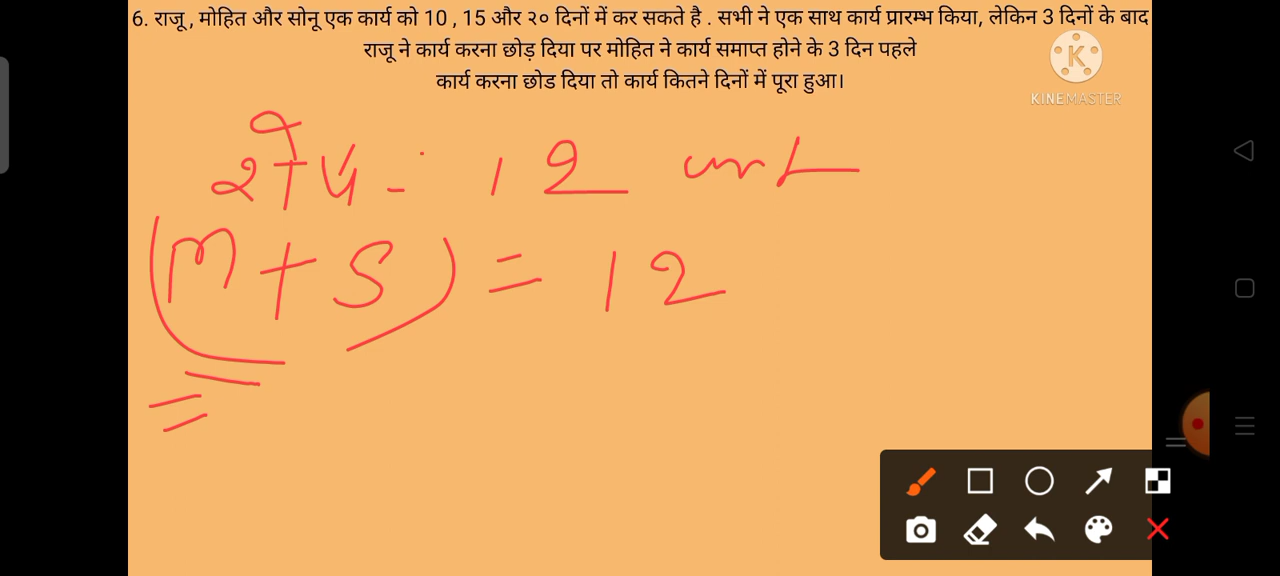 6. राजू , मोहित और सोनू एक कार्य को 10 , 15 और २० दिनों में कर सकते है . सभी ने एक साथ कार्य प्रारम्भ किया, लेकिन 3 दिनों के बाद
राजू ने कार्य करना छोड़ दिया पर मोहित ने कार्य समाप्त होने के 3 दिन पहले
कार्य करना छोड दिया तो कार्य कितने दिनों में पूरा हुआ।
K
KINEMASTER
12
(M + S) = 12
=